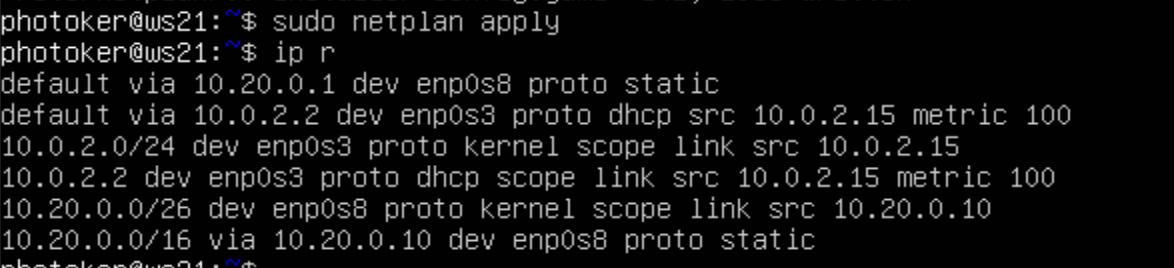 photoker@ws21:~$ sudo netplan apply
photoker@ws21:~$ ip r
default via 10.20.0.1 dev enp0s8 proto static
default via 10.0.2.2 dev enp0s3 proto dhcp src 10.0.2.15 metric 100
10.0.2.0/24 dev enp0s3 proto kernel scope link src 10.0.2.15
10.0.2.2 dev enp0s3 proto dhcp scope link src 10.0.2.15 metric 100
10.20.0.0/26 dev enp0s8 proto kernel scope link src 10.20.0.10
10.20.0.0/16 via 10.20.0.10 dev enp0s8 proto static
photoker@ws21:~$